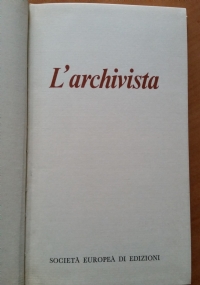 L'archivista
SOCIETÀ EUROPEA DI EDIZIONI